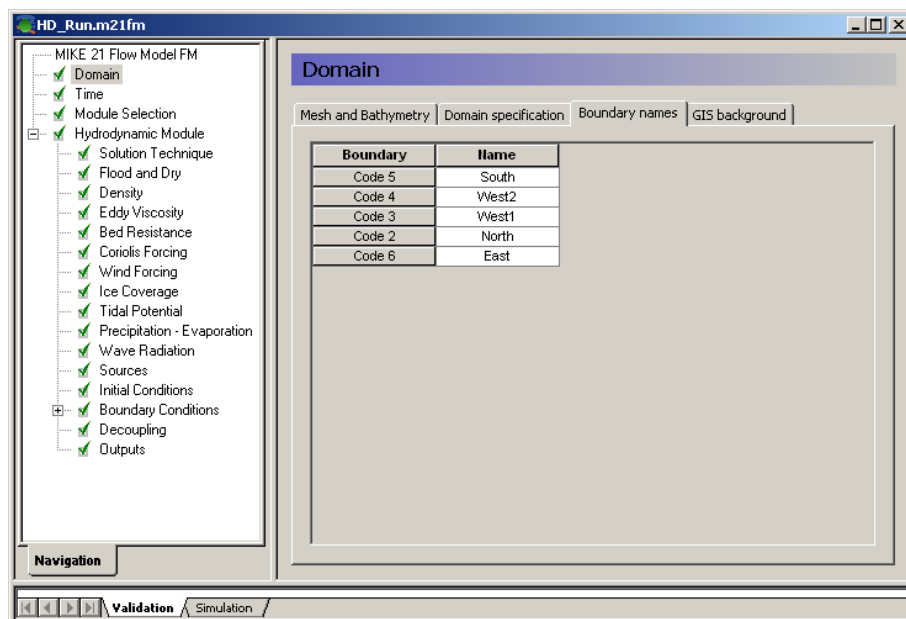 HD_Run.m21fm
MIKE 21 Flow Model FM
Domain
Time
Module Selection
Hydrodynamic Module
Solution Technique
Flood and Dry
Density
Eddy Viscosity
Bed Resistance
Coriolis Forcing
Wind Forcing
Ice Coverage
Tidal Potential
Precipitation - Evaporation
Wave Radiation
Sources
Initial Conditions
Boundary Conditions
Decoupling
Outputs
Navigation
Domain
Mesh and Bathymetry Domain specification Boundary names GIS background
Boundary Name
Code 5 South
Code 4 West2
Code 3 West1
Code 2 North
Code 6 East
Validation Simulation